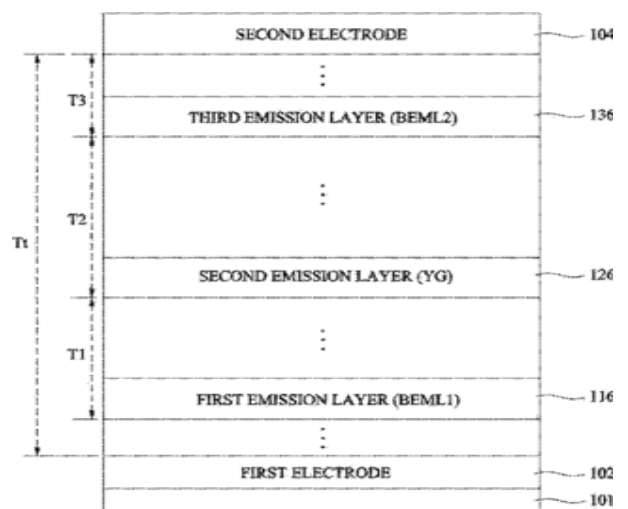 SECOND ELECTRODE 104
T3
THIRD EMISSION LAYER (BEML2) 136
T2
Tt
SECOND EMISSION LAYER (YG) 126
T1
FIRST EMISSION LAYER (BEML1) 116
FIRST ELECTRODE 102
101